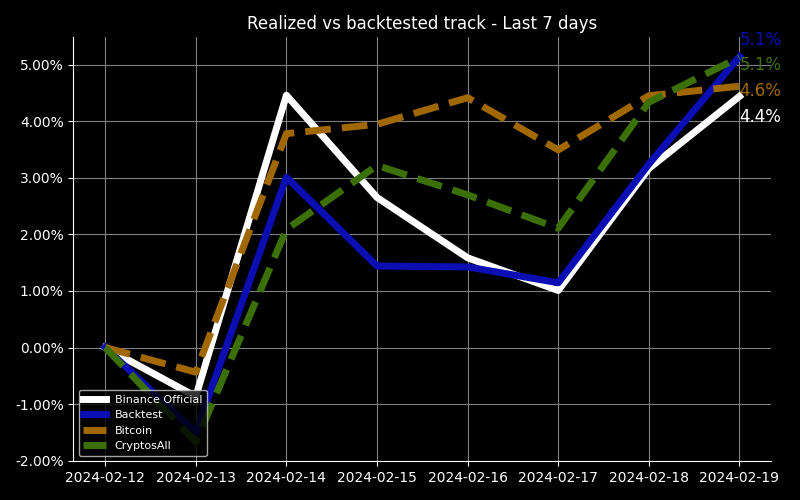 Realized vs backtested track - Last 7 days
5.00%
4.00%
3.00%
2.00%
1.00%
0.00%
-1.00%
-2.00%
5.1%
5.1%
4.6%
4.4%
Binance Official
Backtest
Bitcoin
CryptosAll
2024-02-12 2024-02-13 2024-02-14 2024-02-15 2024-02-16 2024-02-17 2024-02-18 2024-02-19